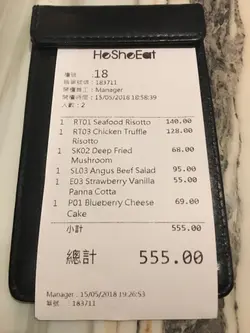 HeShoEat
檯號 : 18
賬單號碼 : 183711
開檯員工 : Manager
開檯時間 : 15/05/2018 18:58:39
人數 : 2
1 RT01 Seafood Risotto 140.00
1 RT03 Chicken Truffle 128.00
Risotto
1 SK02 Deep Fried 68.00
Mushroom
1 SL03 Angus Beef Salad 95.00
1 E03 Strawberry Vanilla 55.00
Panna Cotta
1 P01 Blueberry Cheese 69.00
Cake
小計 555.00
總計 555.00
Manager : 15/05/2018 19:26:53
單號 : 183711